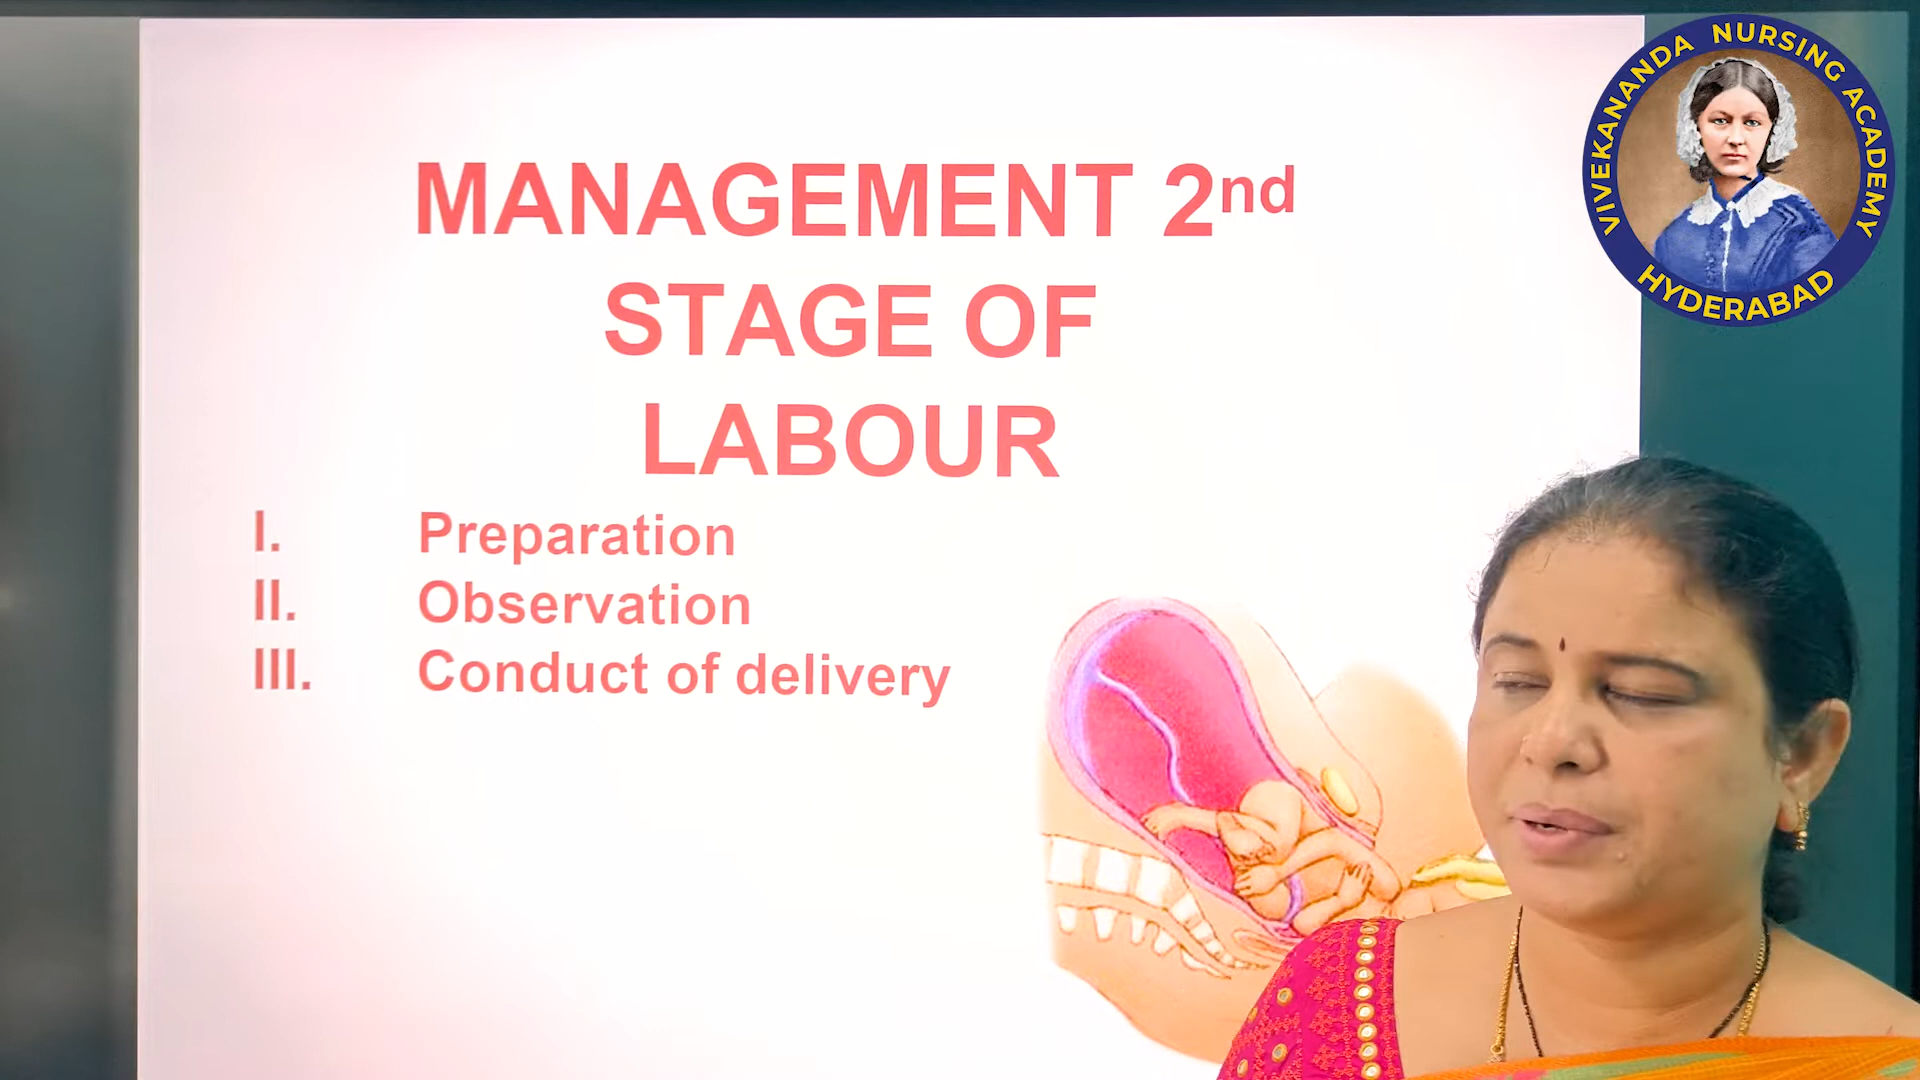 MANAGEMENT 2nd
STAGE OF
LABOUR
I. Preparation
II. Observation
III. Conduct of delivery
VIVEKANANDA NURSING ACADEMY
HYDERABAD